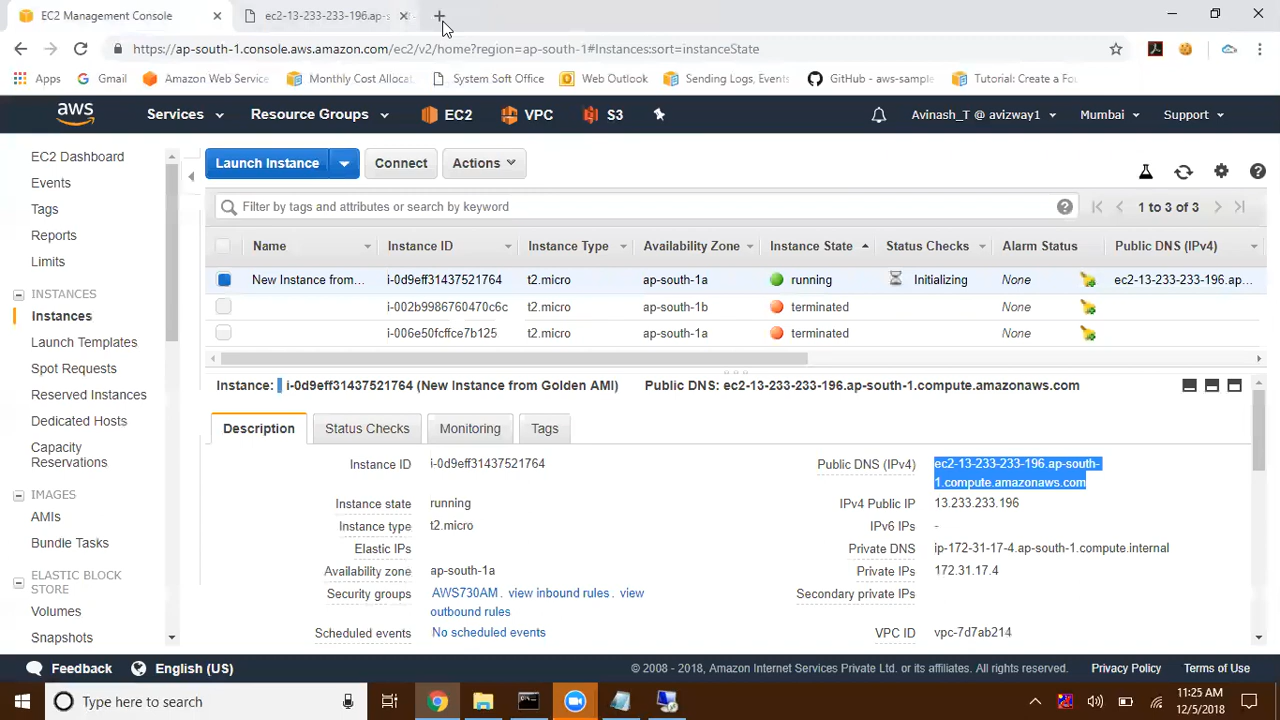 EC2 Management Console
ec2-13-233-233-196.ap-s
https://ap-south-1.console.aws.amazon.com/ec2/v2/home?region=ap-south-1#Instances:sort=instanceState
Apps
Gmail
Amazon Web Service
Monthly Cost Allocat
System Soft Office
Web Outlook
Sending Logs, Events
GitHub - aws-sample
Tutorial: Create a Fou
aws
Services
Resource Groups
EC2
VPC
S3
Avinash_T @ avizway1
Mumbai
Support
EC2 Dashboard
Events
Tags
Reports
Limits
INSTANCES
Instances
Launch Templates
Spot Requests
Reserved Instances
Dedicated Hosts
Capacity
Reservations
IMAGES
AMIs
Bundle Tasks
ELASTIC BLOCK
STORE
Volumes
Snapshots
Launch Instance
Connect
Actions
Filter by tags and attributes or search by keyword
1 to 3 of 3
Name Instance ID Instance Type Availability Zone Instance State Status Checks Alarm Status Public DNS (IPv4)
New Instance from... i-0d9eff31437521764 t2.micro ap-south-1a running Initializing None ec2-13-233-233-196.ap...
i-002b9986760470c6c t2.micro ap-south-1b terminated None
i-006e50fcffce7b125 t2.micro ap-south-1a terminated None
Instance: i-0d9eff31437521764 (New Instance from Golden AMI) Public DNS: ec2-13-233-233-196.ap-south-1.compute.amazonaws.com
Description
Status Checks
Monitoring
Tags
Instance ID i-0d9eff31437521764
Instance state running
Instance type t2.micro
Elastic IPs
Availability zone ap-south-1a
Security groups AWS730AM. view inbound rules. view
outbound rules
Scheduled events No scheduled events
Public DNS (IPv4) ec2-13-233-233-196.ap-south-
1.compute.amazonaws.com
IPv4 Public IP 13.233.233.196
IPv6 IPs -
Private DNS ip-172-31-17-4.ap-south-1.compute.internal
Private IPs 172.31.17.4
Secondary private IPs
VPC ID vpc-7d7ab214
Feedback
English (US)
© 2008 - 2018, Amazon Internet Services Private Ltd. or its affiliates. All rights reserved.
Privacy Policy
Terms of Use
Type here to search
11:25 AM
12/5/2018